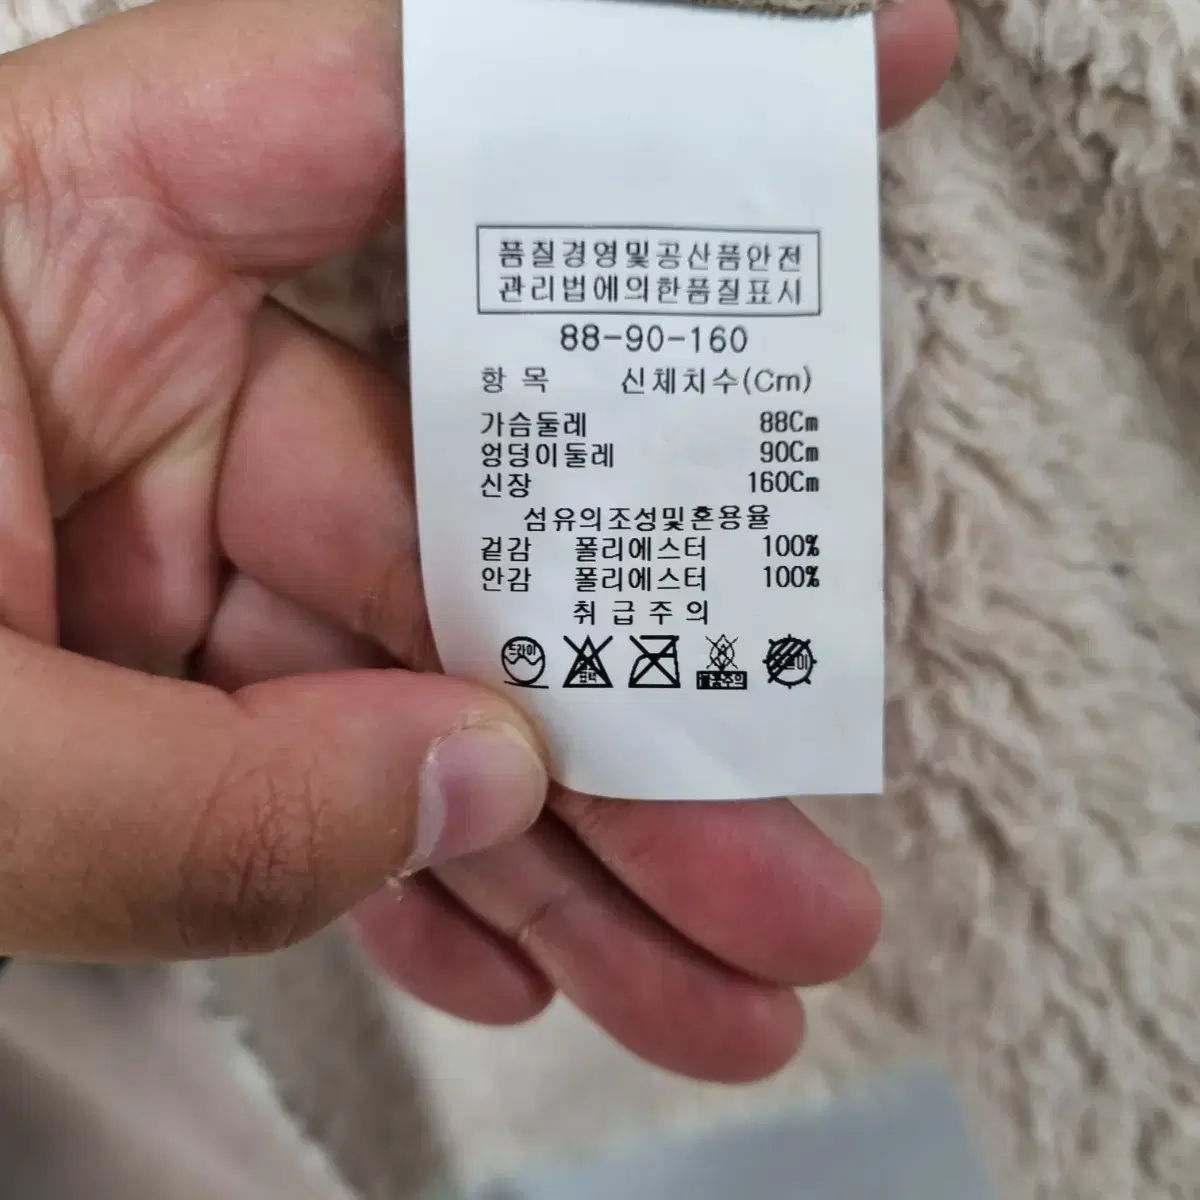 품질경영및공산품안전
관리법에의한품질표시
88-90-160
항 목 신체치수(Cm)
가슴둘레 88Cm
엉덩이둘레 90Cm
신장 160Cm
섬유의조성및혼용율
겉감 폴리에스터 100%
안감 폴리에스터 100%
취 급 주 의
드라이